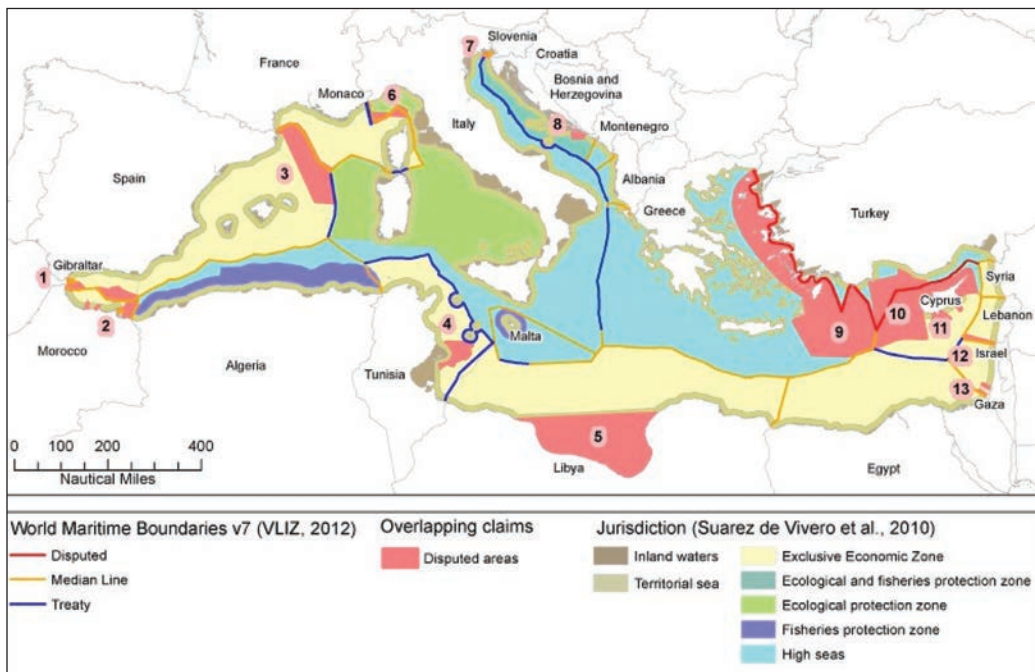 7
Slovenia
Croatia
France
Bosnia and
Herzegovina
Monaco
6
Italy
8
Montenegro
Spain
3
Albania
Greece
Turkey
1
Gibraltar
2
4
Malta
9
10
Cyprus
11
Syria
Lebanon
12
Israel
13
Gaza
Morocco
Algeria
Tunisia
5
Libya
Egypt
0 100 200 400
Nautical Miles
World Maritime Boundaries v7 (VLIZ, 2012)
Disputed
Median Line
Treaty
Overlapping claims
Disputed areas
Jurisdiction (Suarez de Vivero et al., 2010)
Inland waters
Territorial sea
Exclusive Economic Zone
Ecological and fisheries protection zone
Ecological protection zone
Fisheries protection zone
High seas